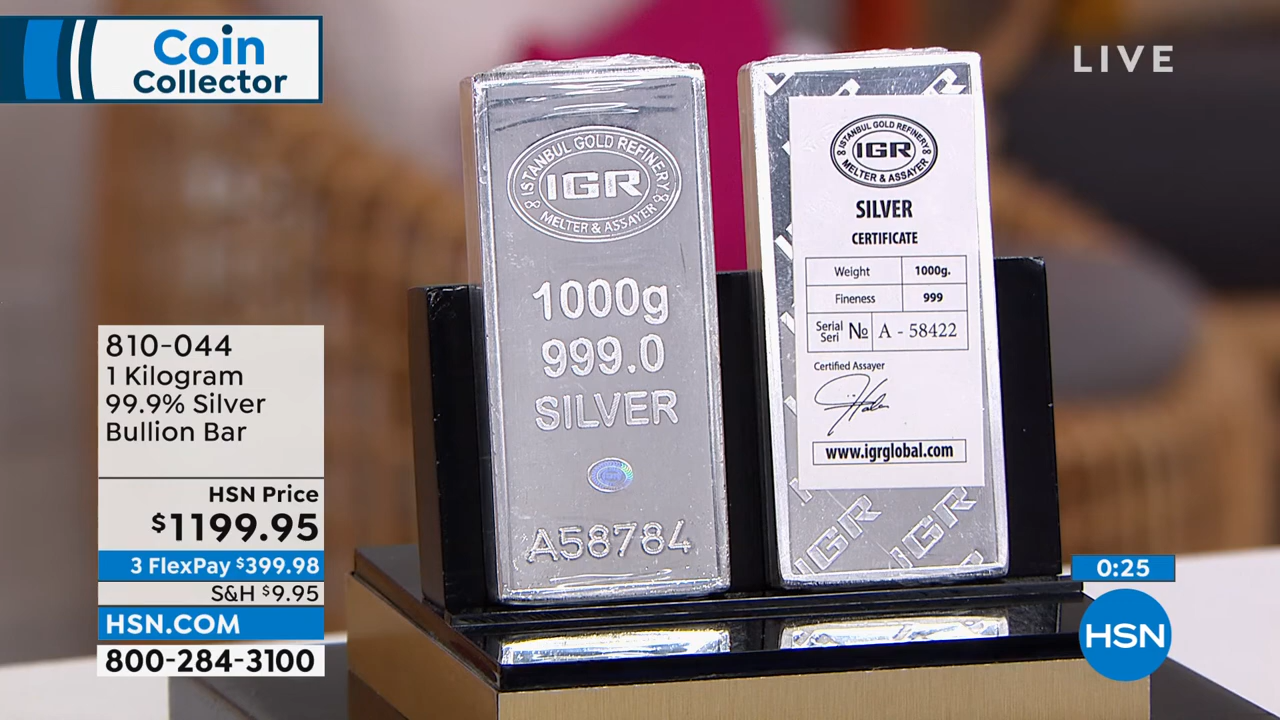 Coin
Collector
LIVE
810-044
1 Kilogram
99.9% Silver
Bullion Bar
HSN Price
$1199.95
3 FlexPay $399.98
S&H $9.95
HSN.COM
800-284-3100
ISTANBUL GOLD REFINERY
IGR
MELTER & ASSAYER
1000g
999.0
SILVER
A58784
ISTANBUL GOLD REFINERY
IGR
MELTER & ASSAYER
SILVER
CERTIFICATE
Weight 1000g.
Fineness 999
Serial Seri № A - 58422
Certified Assayer
www.igrglobal.com
IGR
IGR
IGR
0:25
HSN